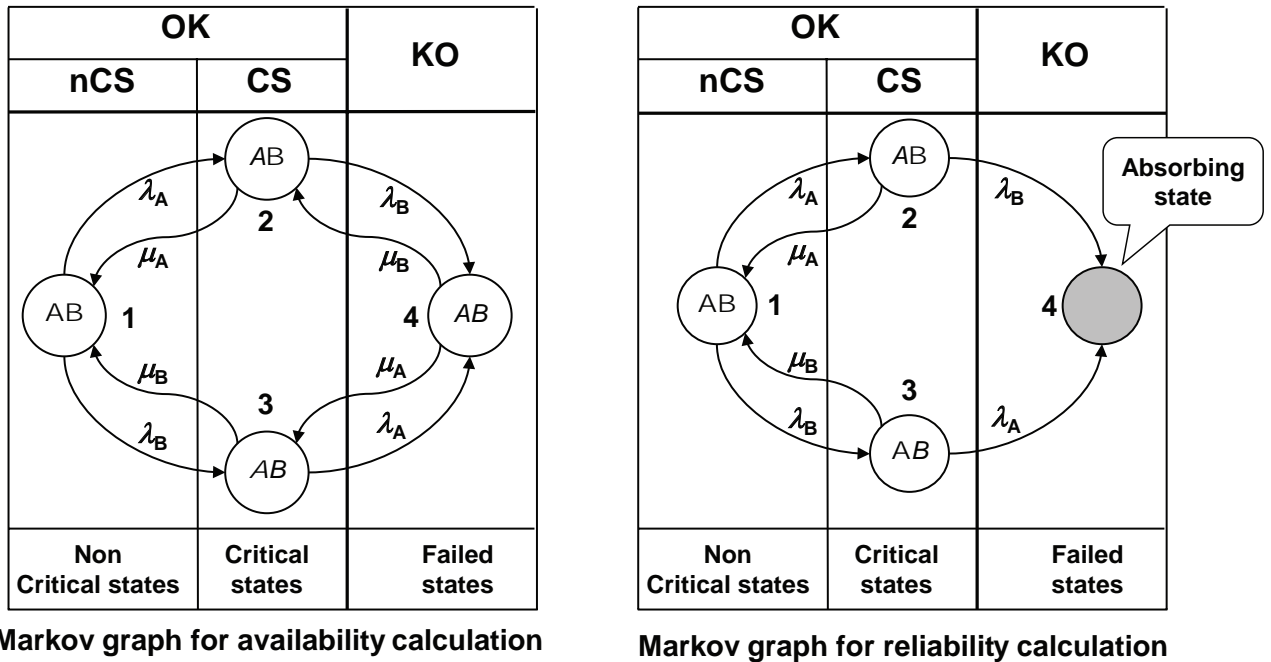 OK
KO
nCS
CS
AB
λA
λB
2
μA
μB
AB
1
4
AB
μB
μA
3
λB
λA
AB
Non
Critical states
Critical
states
Failed
states
Markov graph for availability calculation
OK
KO
nCS
CS
Absorbing
state
AB
λA
λB
2
μA
AB
1
4
μB
3
λB
λA
AB
Non
Critical states
Critical
states
Failed
states
Markov graph for reliability calculation